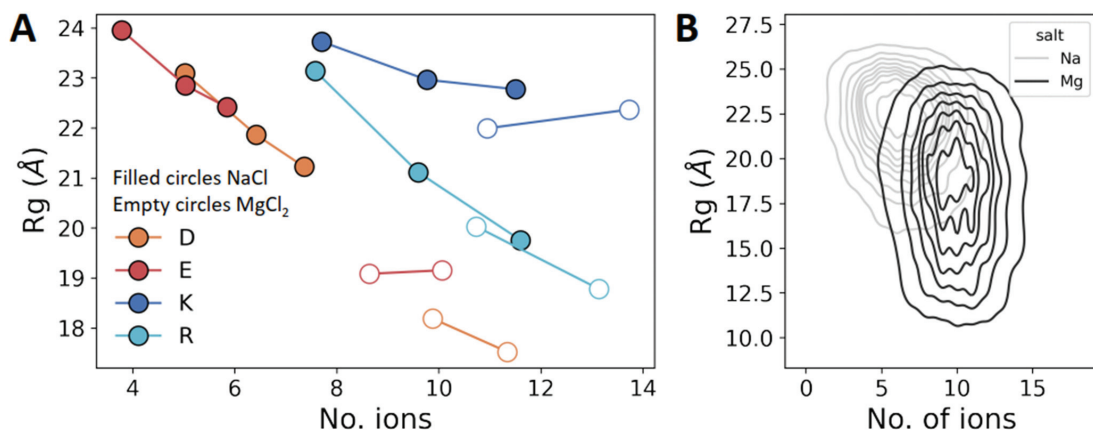 A
24
23
22
21
20
19
18
Rg (Å)
Filled circles NaCl
Empty circles MgCl₂
D
E
K
R
4 6 8 10 12 14
No. ions
B
27.5
25.0
22.5
20.0
17.5
15.0
12.5
10.0
Rg (Å)
salt
Na
Mg
0 5 10 15
No. of ions